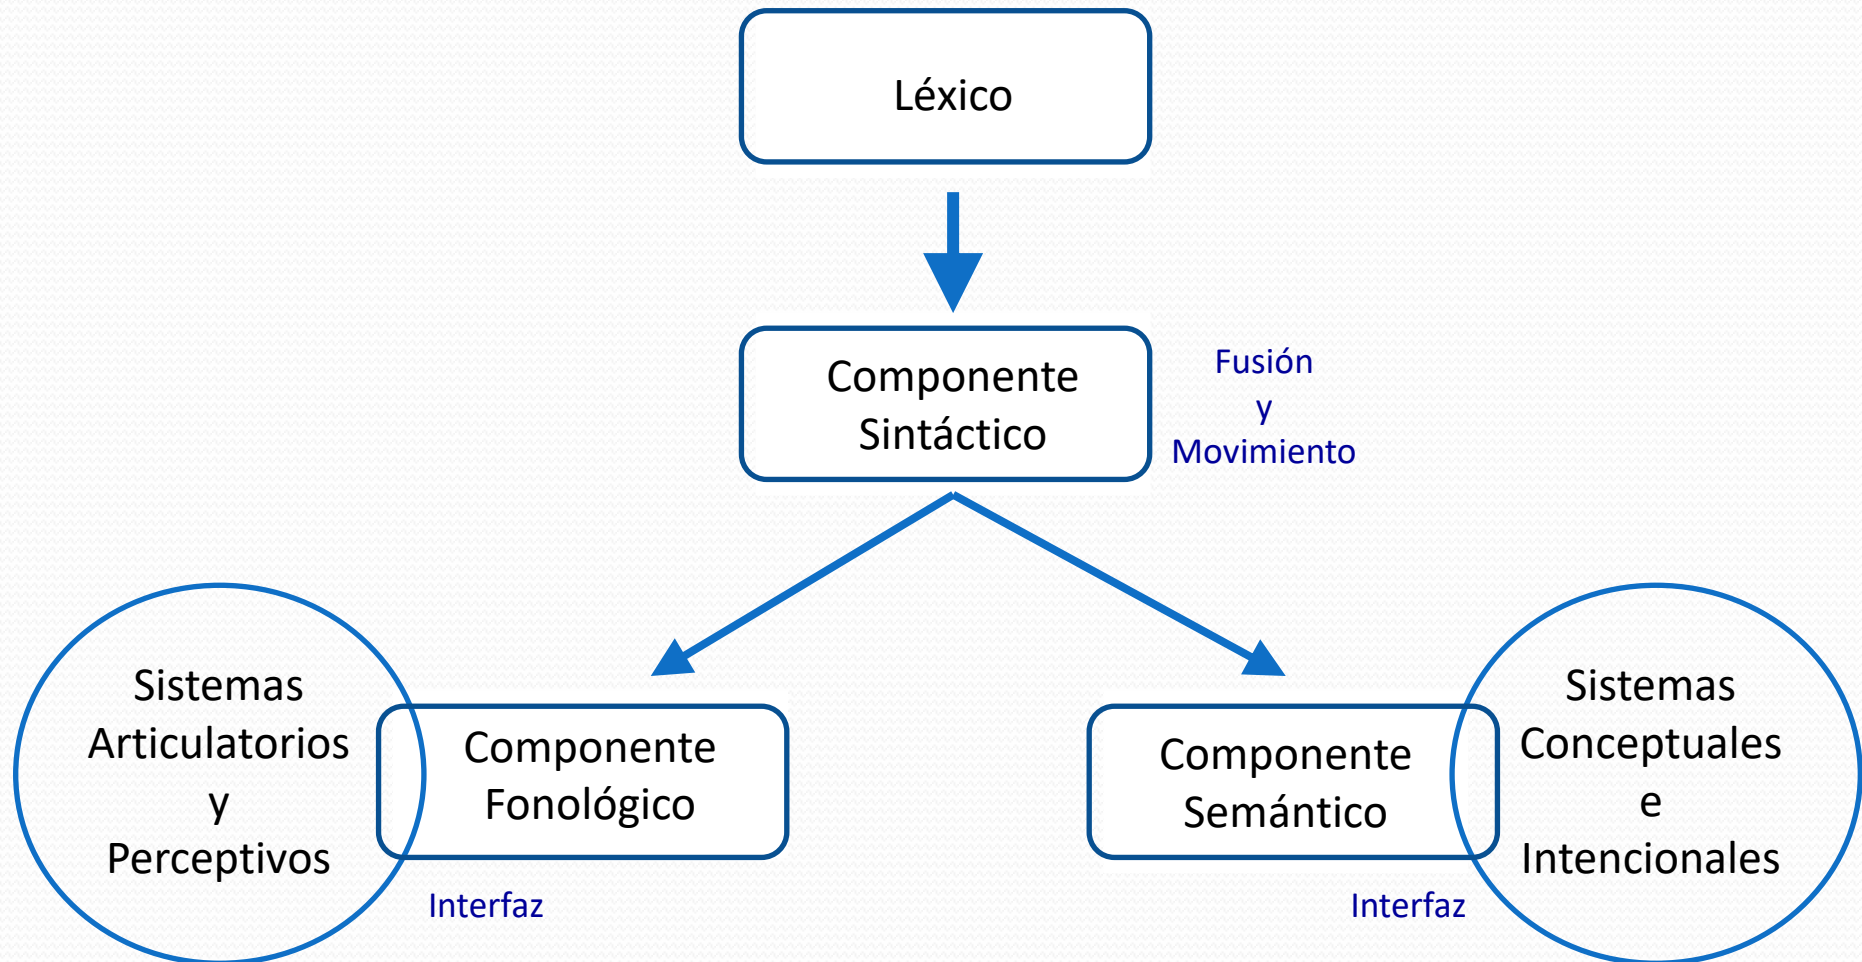 Léxico
Componente
Sintáctico
Fusión
y
Movimiento
Sistemas
Articulatorios
y
Perceptivos
Componente
Fonológico
Interfaz
Componente
Semántico
Interfaz
Sistemas
Conceptuales
e
Intencionales